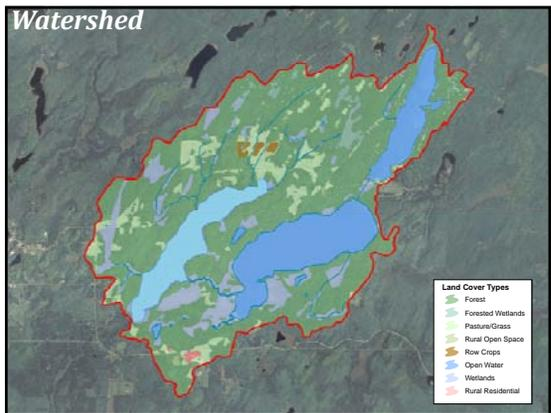 Watershed
Land Cover Types
Forest
Forested Wetlands
Pasture/Grass
Rural Open Space
Row Crops
Open Water
Wetlands
Rural Residential